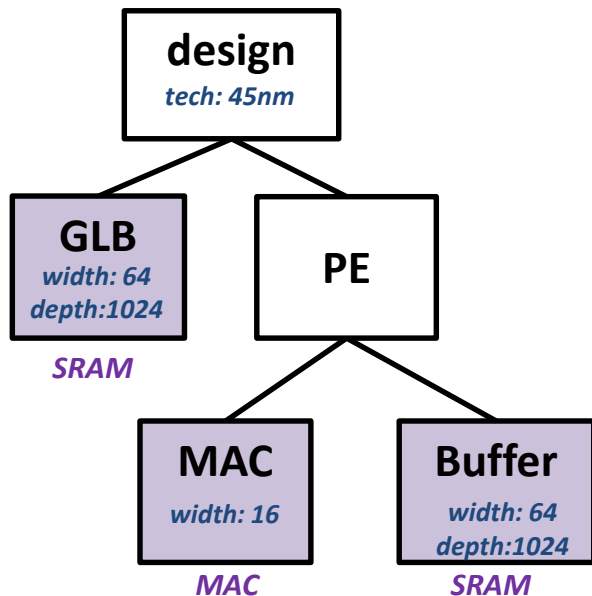 design
tech: 45nm
GLB
width: 64
depth:1024
SRAM
PE
MAC
width: 16
MAC
Buffer
width: 64
depth:1024
SRAM